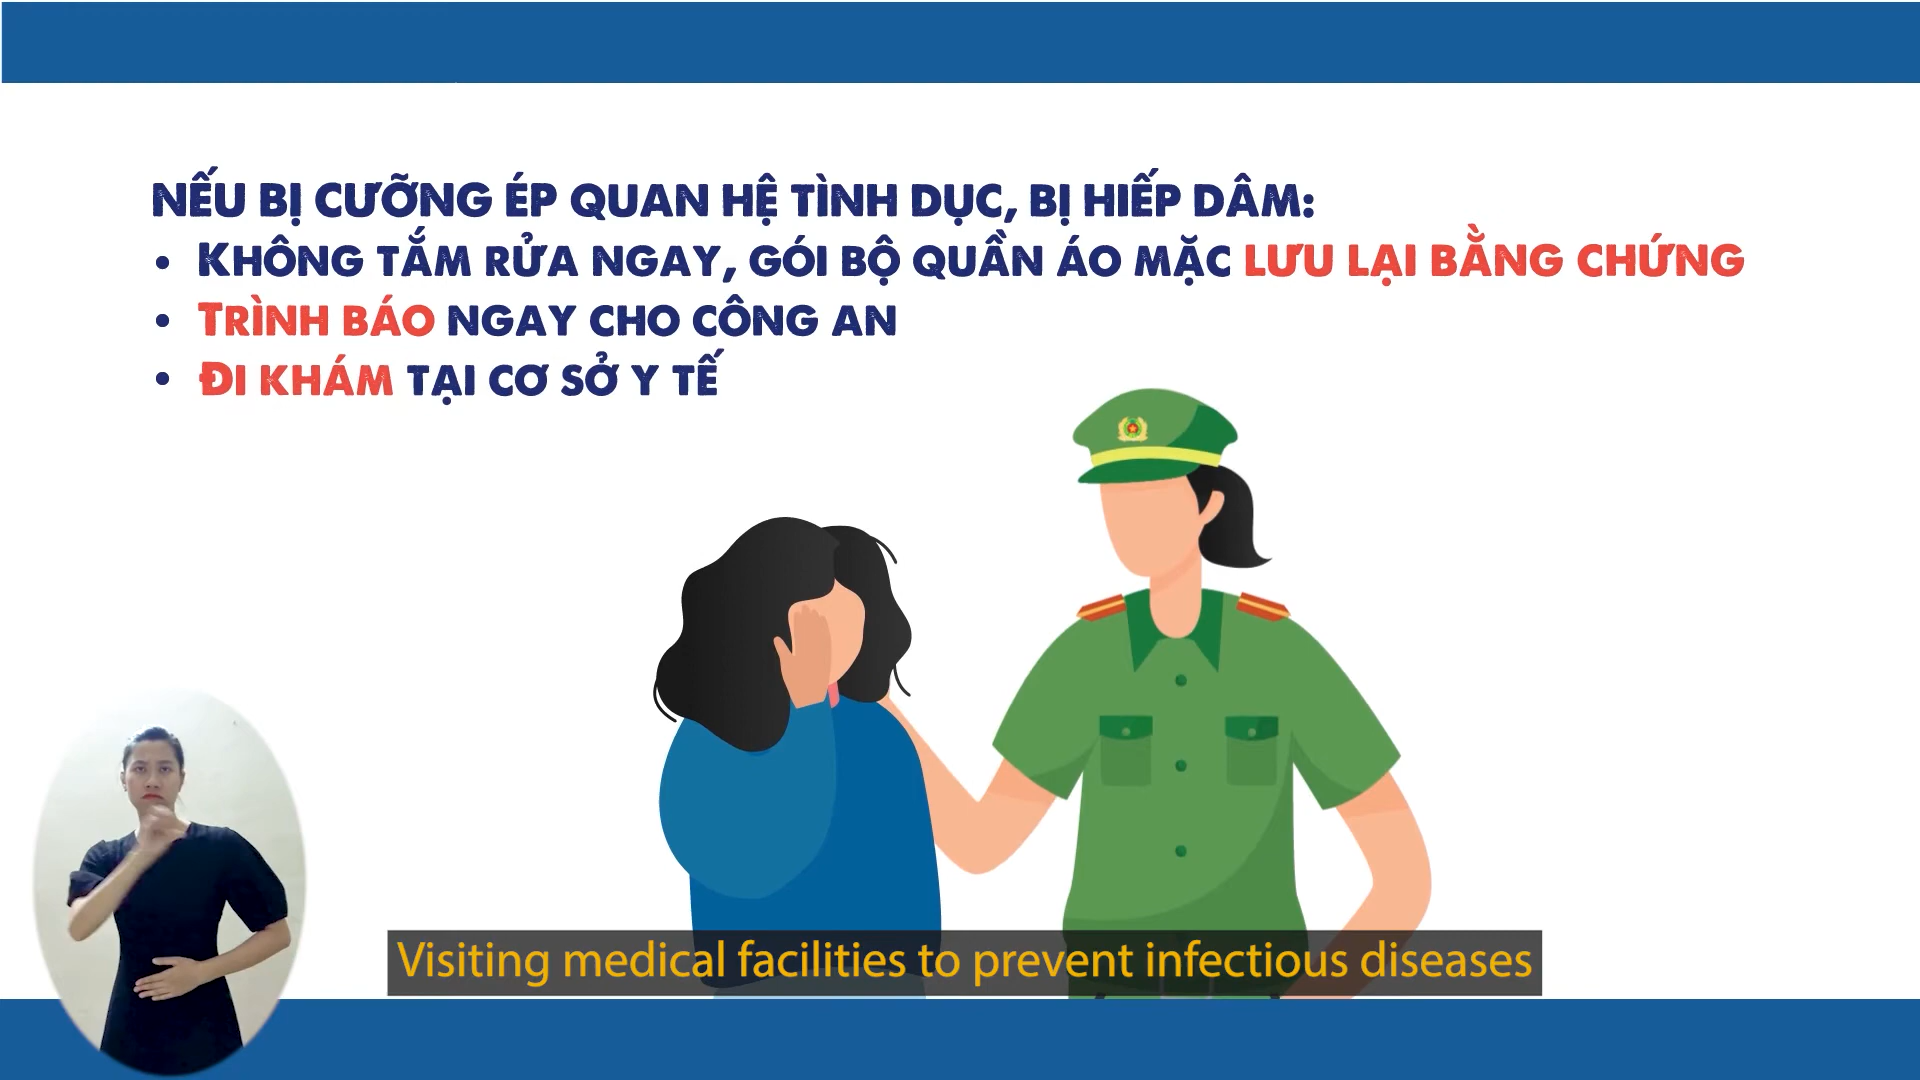 NẾU BỊ CƯỠNG ÉP QUAN HỆ TÌNH DỤC, BỊ HIẾP DÂM:
• KHÔNG TẮM RỬA NGAY, GÓI BỘ QUẦN ÁO MẶC LƯU LẠI BẰNG CHỨNG
• TRÌNH BÁO NGAY CHO CÔNG AN
• ĐI KHÁM TẠI CƠ SỞ Y TẾ
Visiting medical facilities to prevent infectious diseases